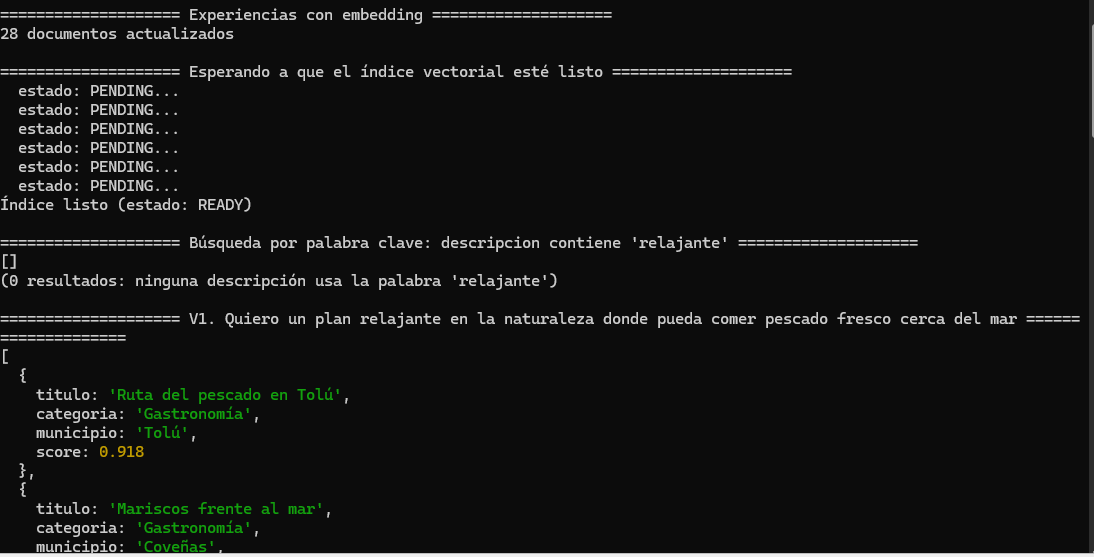 ==================== Experiencias con embedding ====================
28 documentos actualizados
==================== Esperando a que el índice vectorial esté listo ====================
estado: PENDING...
estado: PENDING...
estado: PENDING...
estado: PENDING...
estado: PENDING...
estado: PENDING...
Índice listo (estado: READY)
==================== Búsqueda por palabra clave: descripcion contiene 'relajante' ====================
[]
(0 resultados: ninguna descripción usa la palabra 'relajante')
==================== V1. Quiero un plan relajante en la naturaleza donde pueda comer pescado fresco cerca del mar ======
==============
[
{
titulo: 'Ruta del pescado en Tolú',
categoria: 'Gastronomía',
municipio: 'Tolú',
score: 0.918
},
{
titulo: 'Mariscos frente al mar',
categoria: 'Gastronomía',
municipio: 'Coveñas',